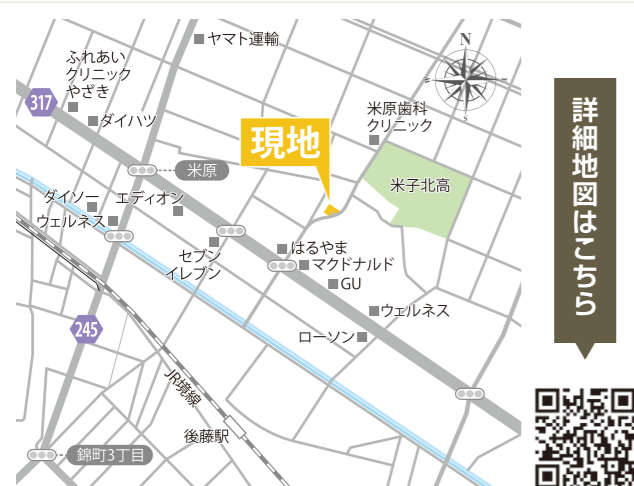 ヤマト運輸
ふれあい
クリニック
やざき
317
ダイハツ
N
S
米原歯科
クリニック
現地
米原
米子北高
ダイソー
エディオン
ウェルネス
セブン
イレブン
はるやま
マクドナルド
GU
ウェルネス
ローソン
245
JR境線
後藤駅
錦町3丁目
詳細地図はこちら